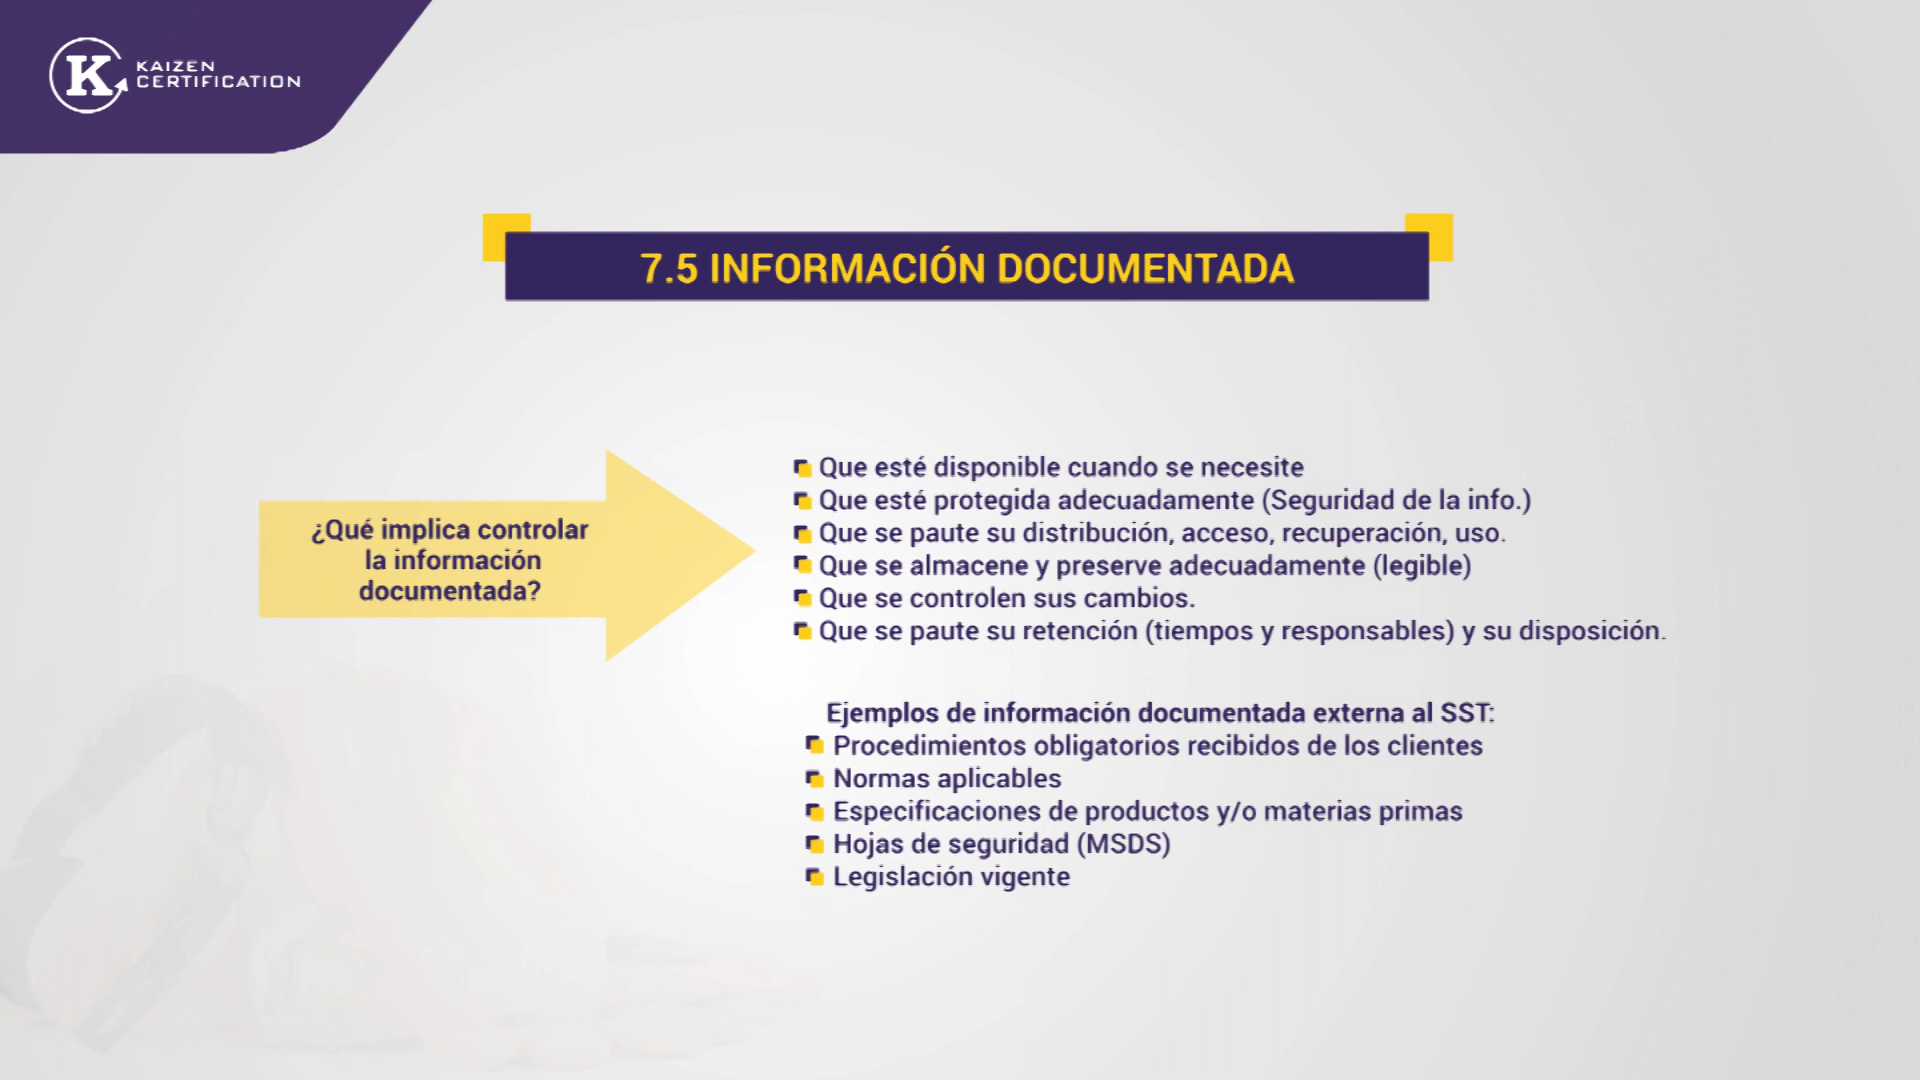 KAIZEN
CERTIFICATION
7.5 INFORMACIÓN DOCUMENTADA
¿Qué implica controlar
la información
documentada?
Que esté disponible cuando se necesite
Que esté protegida adecuadamente (Seguridad de la info.)
Que se paute su distribución, acceso, recuperación, uso.
Que se almacene y preserve adecuadamente (legible)
Que se controlen sus cambios.
Que se paute su retención (tiempos y responsables) y su disposición.
Ejemplos de información documentada externa al SST:
Procedimientos obligatorios recibidos de los clientes
Normas aplicables
Especificaciones de productos y/o materias primas
Hojas de seguridad (MSDS)
Legislación vigente